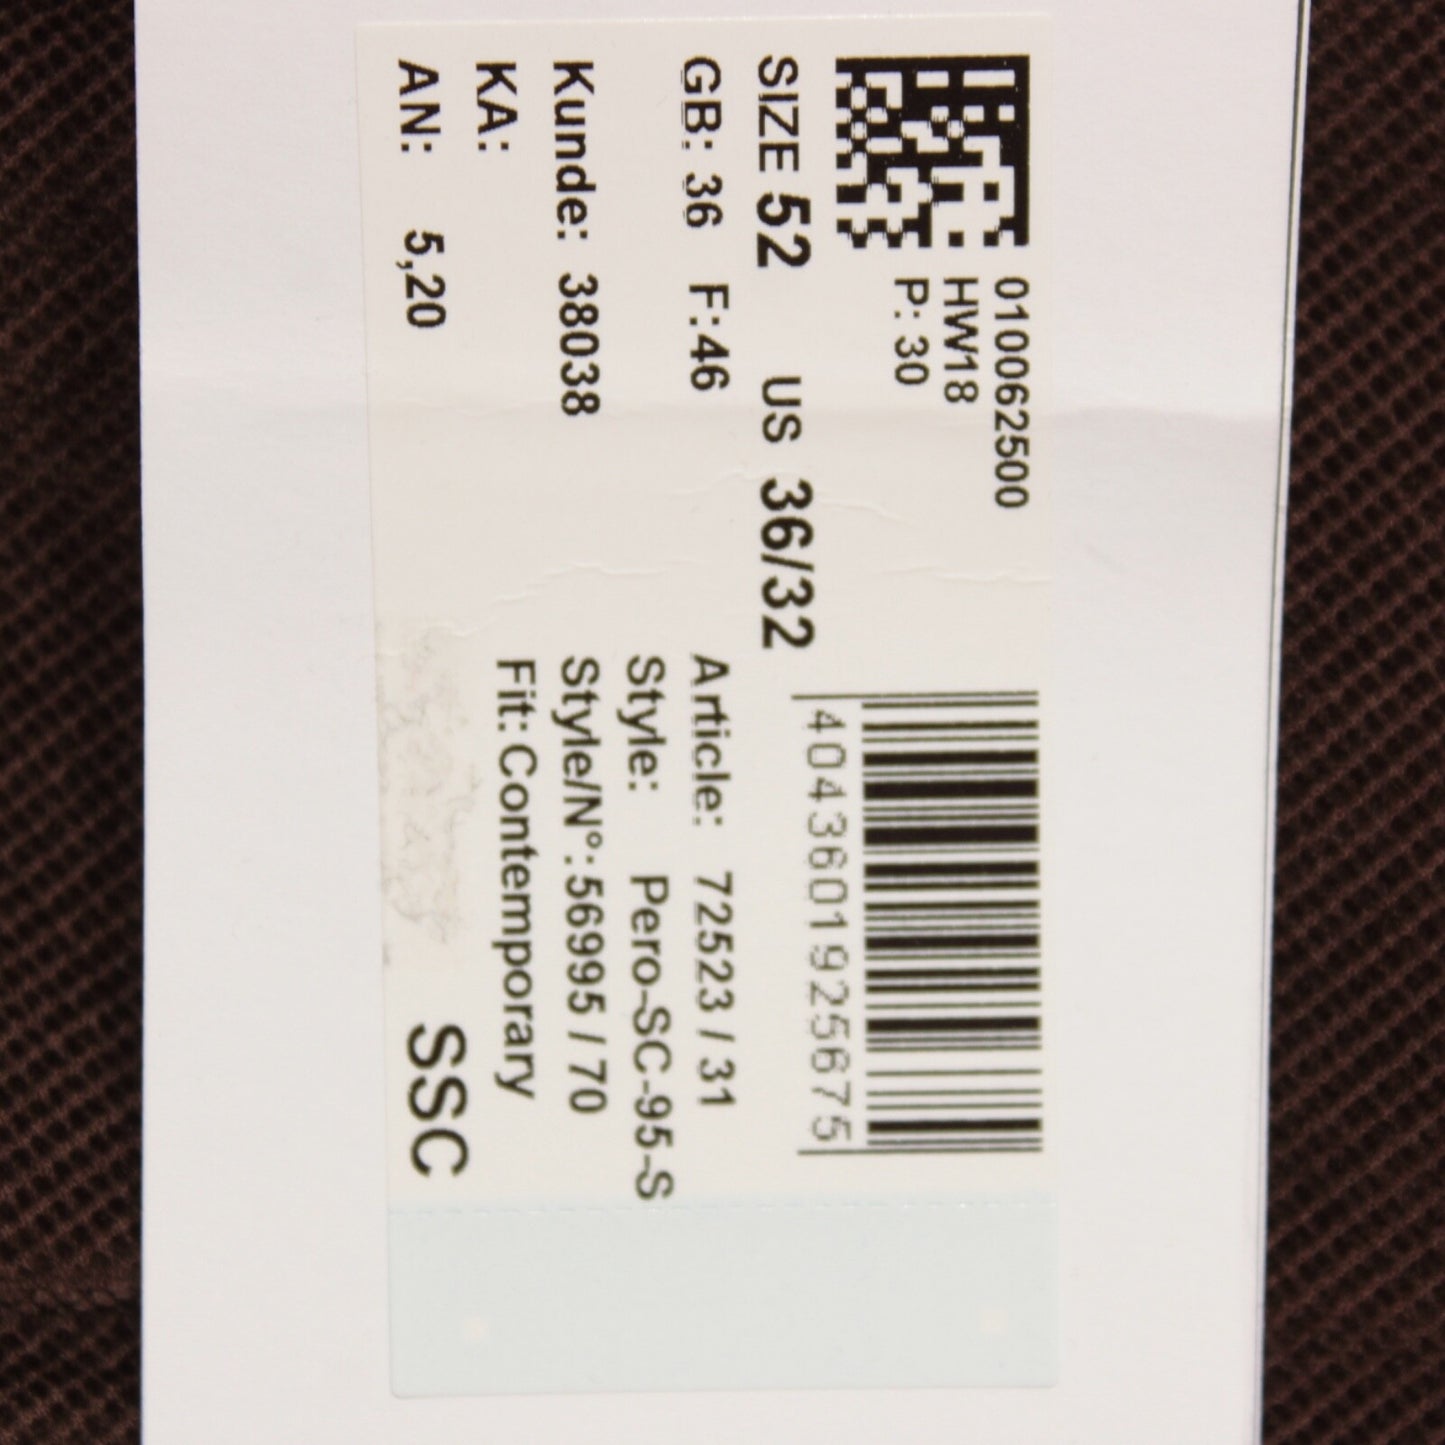 010062500
HW18
P: 30
4043601925675
SIZE 52 US 36/32
GB: 36 F:46
Article: 72523 / 31
Style: Pero-SC-95-S
Kunde: 38038
Style/N°:56995 / 70
KA:
Fit: Contemporary
AN: 5,20
SSC